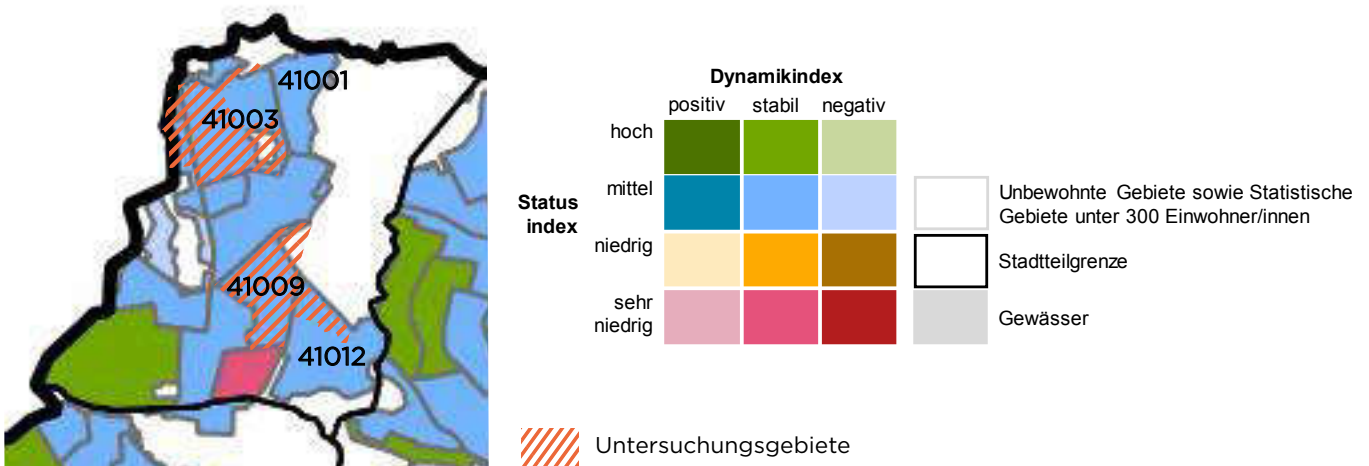 41001
41003
41009
41012
Dynamikindex
positiv stabil negativ
hoch
mittel
Status
index
niedrig
sehr
niedrig
Unbewohnte Gebiete sowie Statistische
Gebiete unter 300 Einwohner/innen
Stadtteilgrenze
Gewässer
Untersuchungsgebiete